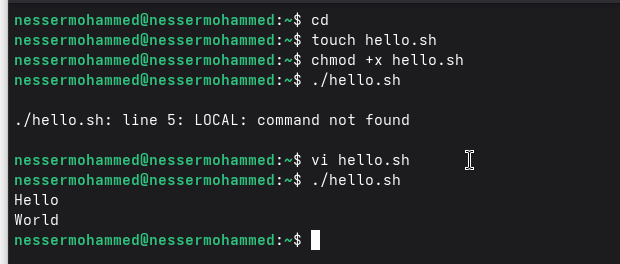 nessermohammed@nessermohammed:~$ cd
nessermohammed@nessermohammed:~$ touch hello.sh
nessermohammed@nessermohammed:~$ chmod +x hello.sh
nessermohammed@nessermohammed:~$ ./hello.sh
./hello.sh: line 5: LOCAL: command not found
nessermohammed@nessermohammed:~$ vi hello.sh
nessermohammed@nessermohammed:~$ ./hello.sh
Hello
World
nessermohammed@nessermohammed:~$